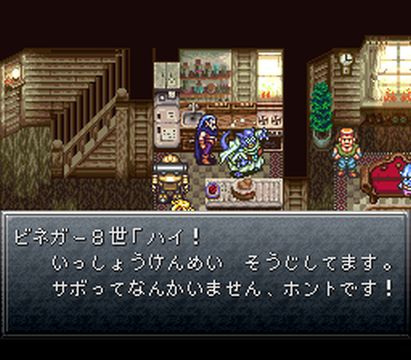 ビネガー8世「ハイ!
いっしょうけんめい そうじしてます。
サボってなんかいません、ホントです!